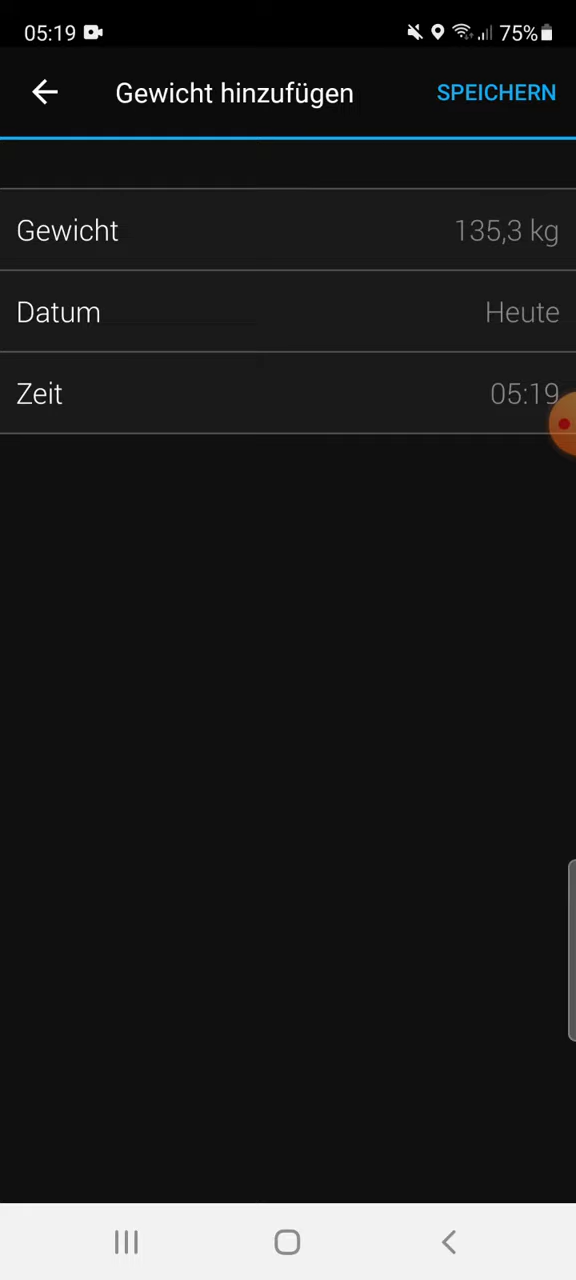 05:19 75%
Gewicht hinzufügen SPEICHERN
Gewicht 135,3 kg
Datum Heute
Zeit 05:19